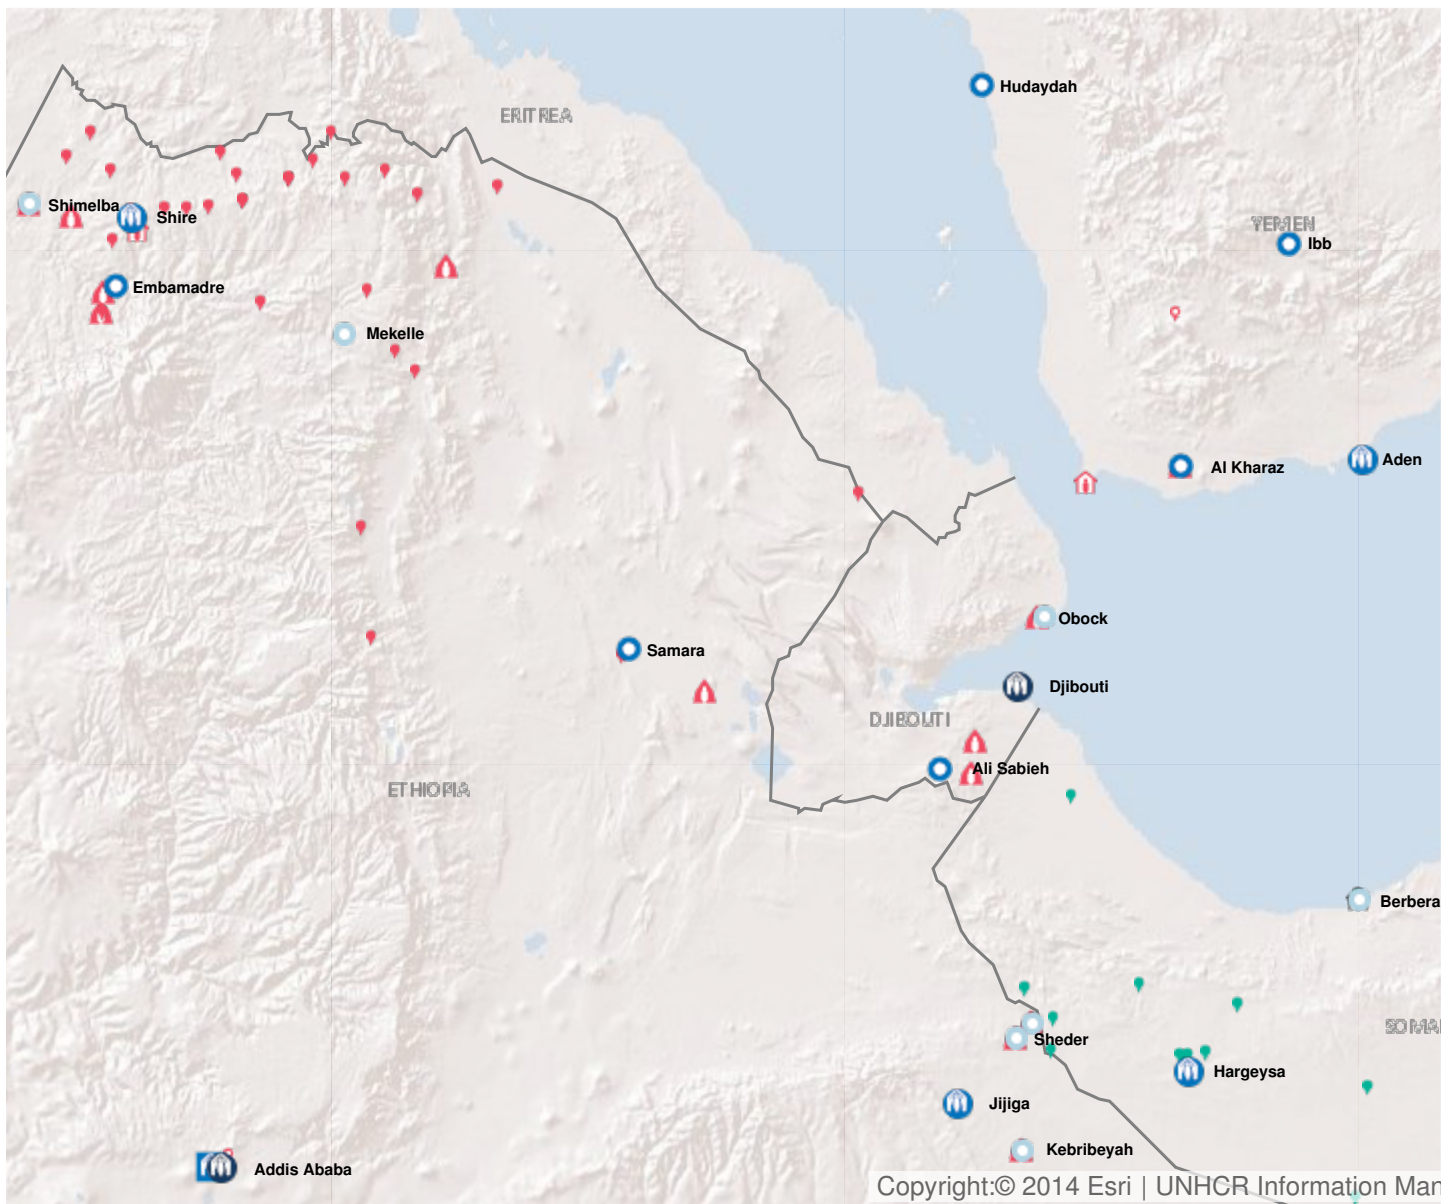 Hudaydah
ERITREA
Shimelba
Shire
YEMEN
Ibb
Embamadre
Mekelle
Aden
Al Kharaz
Obock
Samara
Djibouti
DJIBOUTI
Ali Sabieh
ETHIOPIA
Berbera
Sheder
Hargeysa
Jijiga
Kebribeyah
Addis Ababa
Copyright:© 2014 Esri | UNHCR Information Man